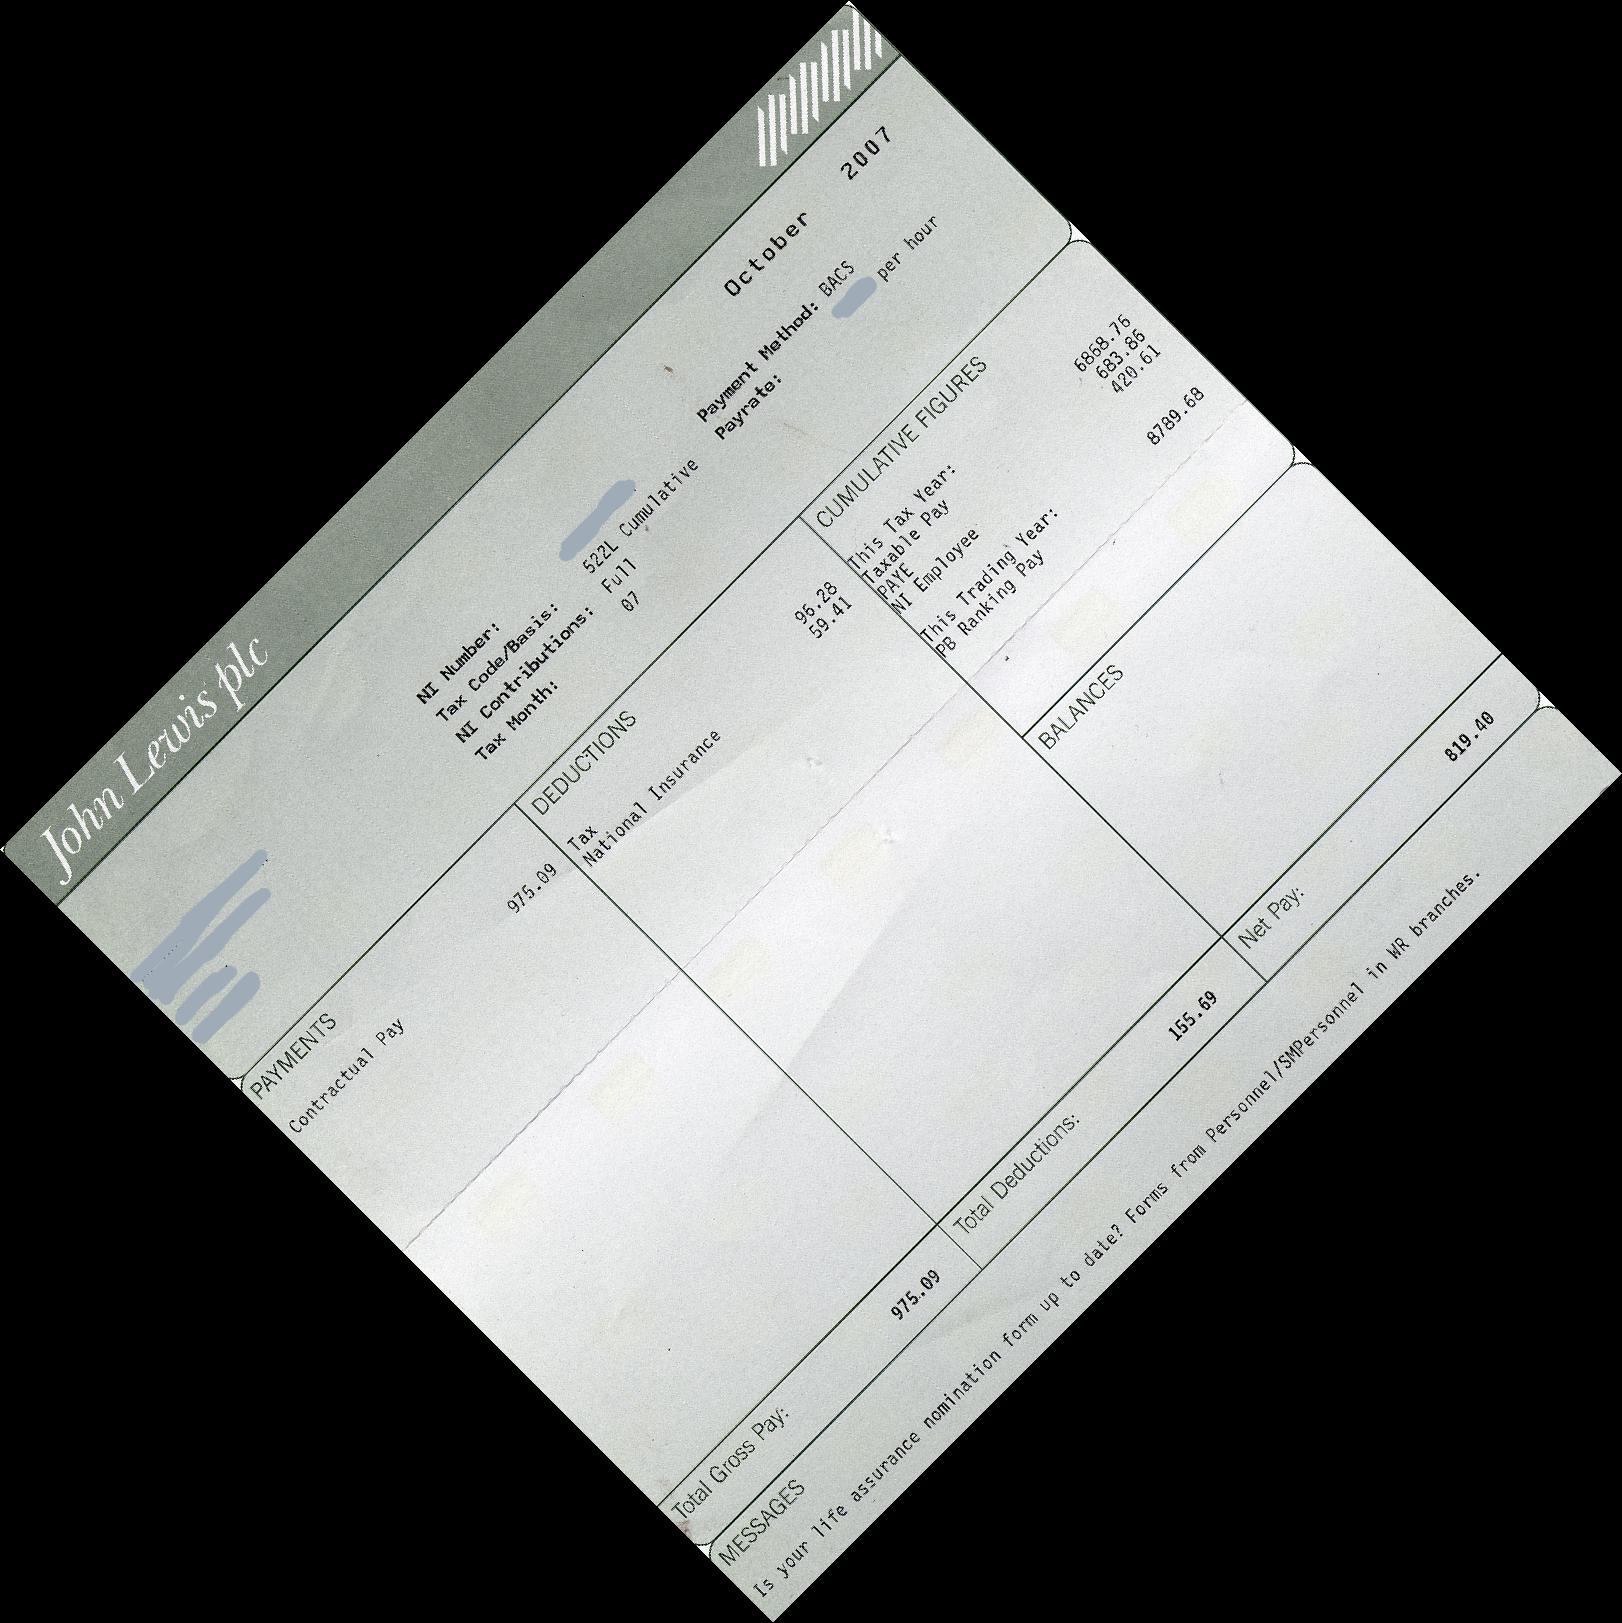 John Lewis plc
October 2007
NI Number:
Tax Code/Basis: 522L Cumulative
NI Contributions: Full
Tax Month: 07
Payment Method: BACS
Payrate: per hour
PAYMENTS
Contractual Pay 975.09
DEDUCTIONS
Tax 96.28
National Insurance 59.41
CUMULATIVE FIGURES
This Tax Year:
Taxable Pay 6868.76
PAYE 683.86
NI Employee 420.61
This Trading Year:
PB Ranking Pay 8789.68
BALANCES
Total Gross Pay: 975.09
Total Deductions: 155.69
Net Pay: 819.40
MESSAGES
Is your life assurance nomination form up to date? Forms from Personnel/SMPersonnel in WR branches.